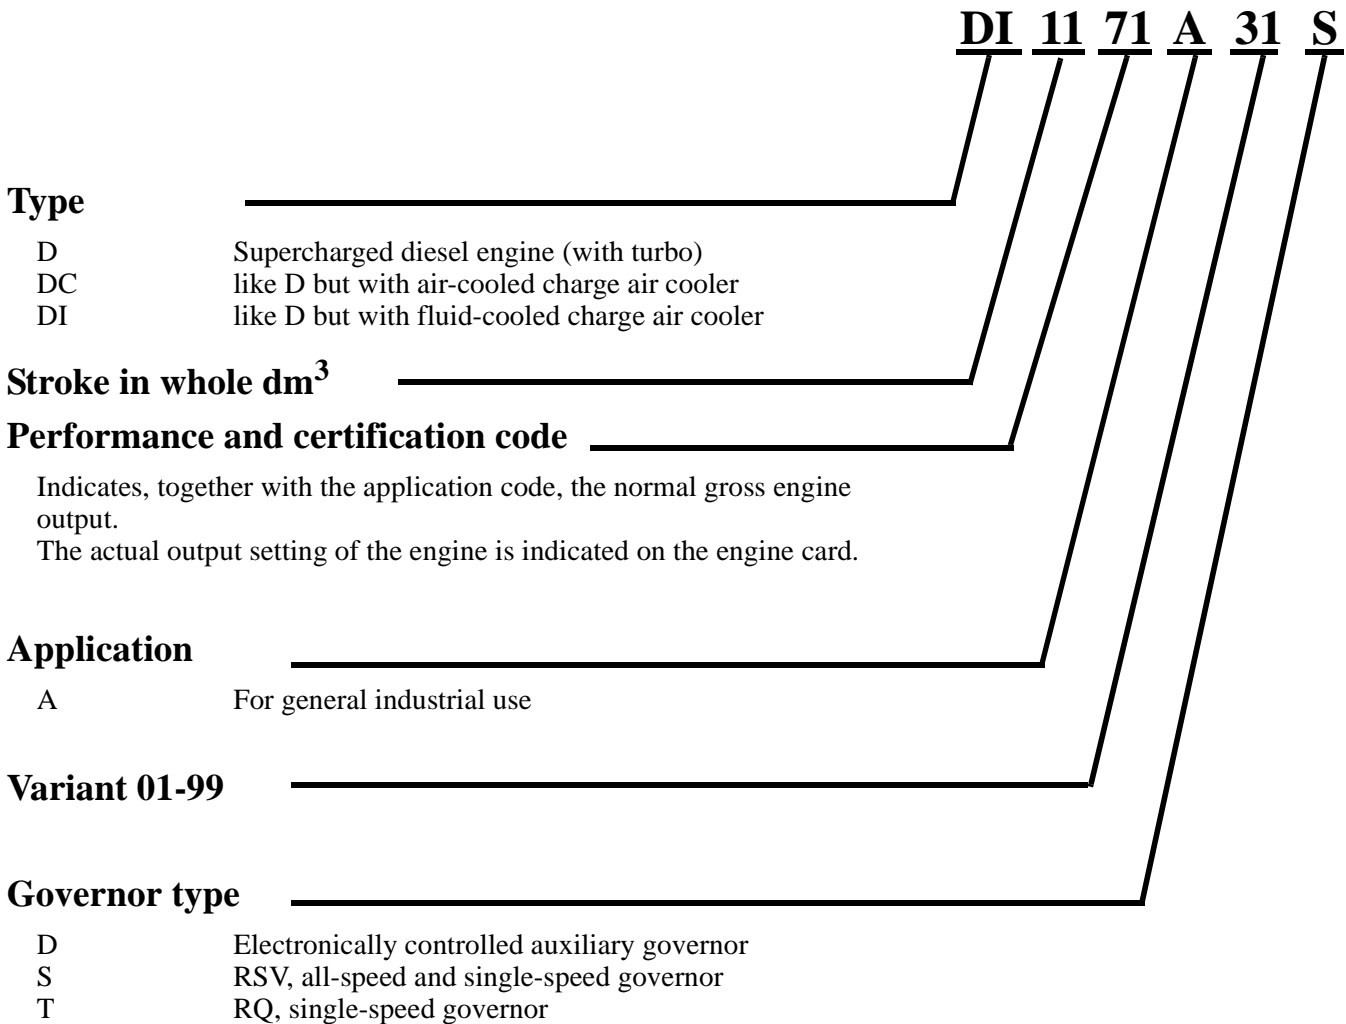 DI 11 71 A 31 S
Type
D Supercharged diesel engine (with turbo)
DC like D but with air-cooled charge air cooler
DI like D but with fluid-cooled charge air cooler
Stroke in whole dm³
Performance and certification code
Indicates, together with the application code, the normal gross engine
output.
The actual output setting of the engine is indicated on the engine card.
Application
A For general industrial use
Variant 01-99
Governor type
D Electronically controlled auxiliary governor
S RSV, all-speed and single-speed governor
T RQ, single-speed governor